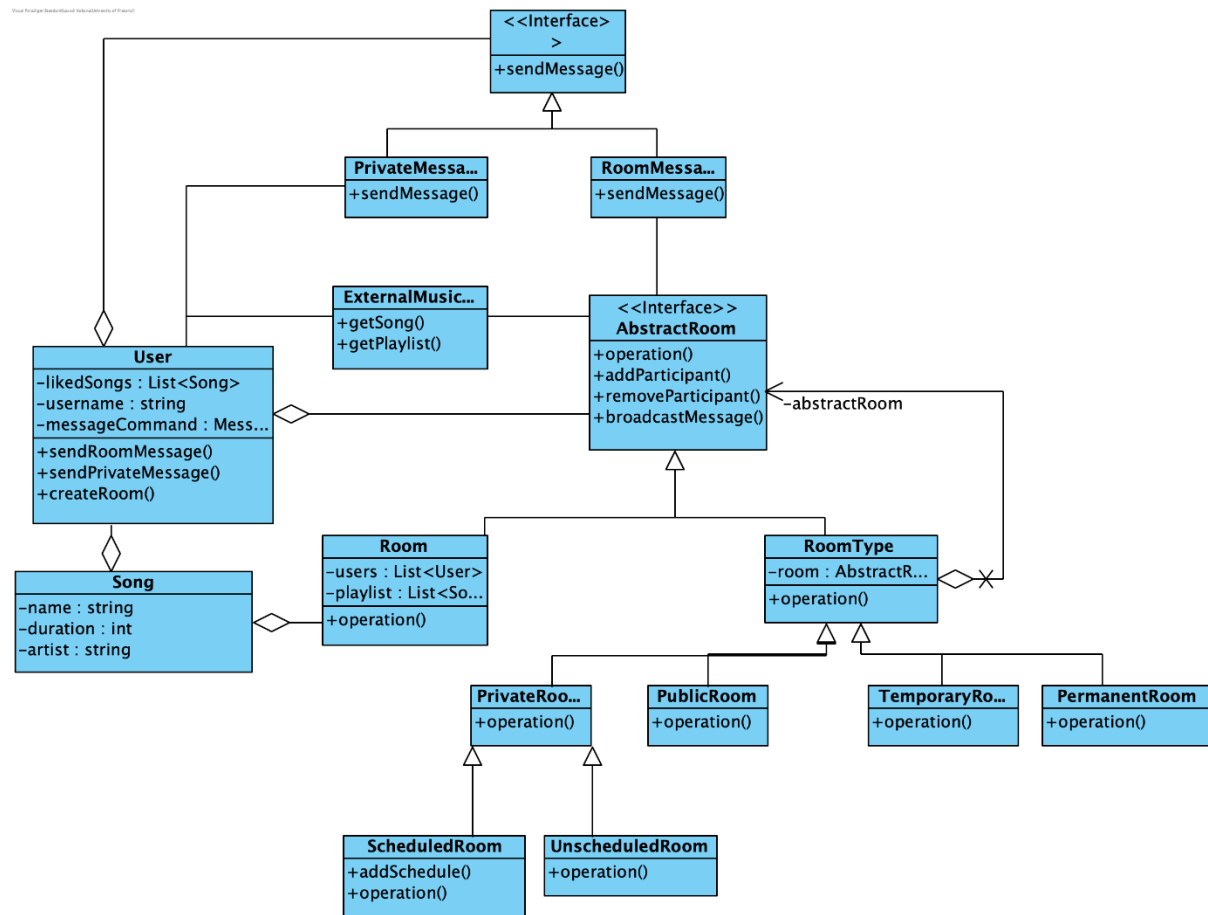 <<Interface>
>
+sendMessage()
PrivateMessa...
+sendMessage()
RoomMessa...
+sendMessage()
ExternalMusic...
+getSong()
+getPlaylist()
<<Interface>>
AbstractRoom
+operation()
+addParticipant()
+removeParticipant()
+broadcastMessage()
-abstractRoom
User
-likedSongs : List<Song>
-username : string
-messageCommand : Mess...
+sendRoomMessage()
+sendPrivateMessage()
+createRoom()
Song
-name : string
-duration : int
-artist : string
Room
-users : List<User>
-playlist : List<So...
+operation()
RoomType
-room : AbstractR...
+operation()
PrivateRoo...
+operation()
PublicRoom
+operation()
TemporaryRo...
+operation()
PermanentRoom
+operation()
ScheduledRoom
+addSchedule()
+operation()
UnscheduledRoom
+operation()